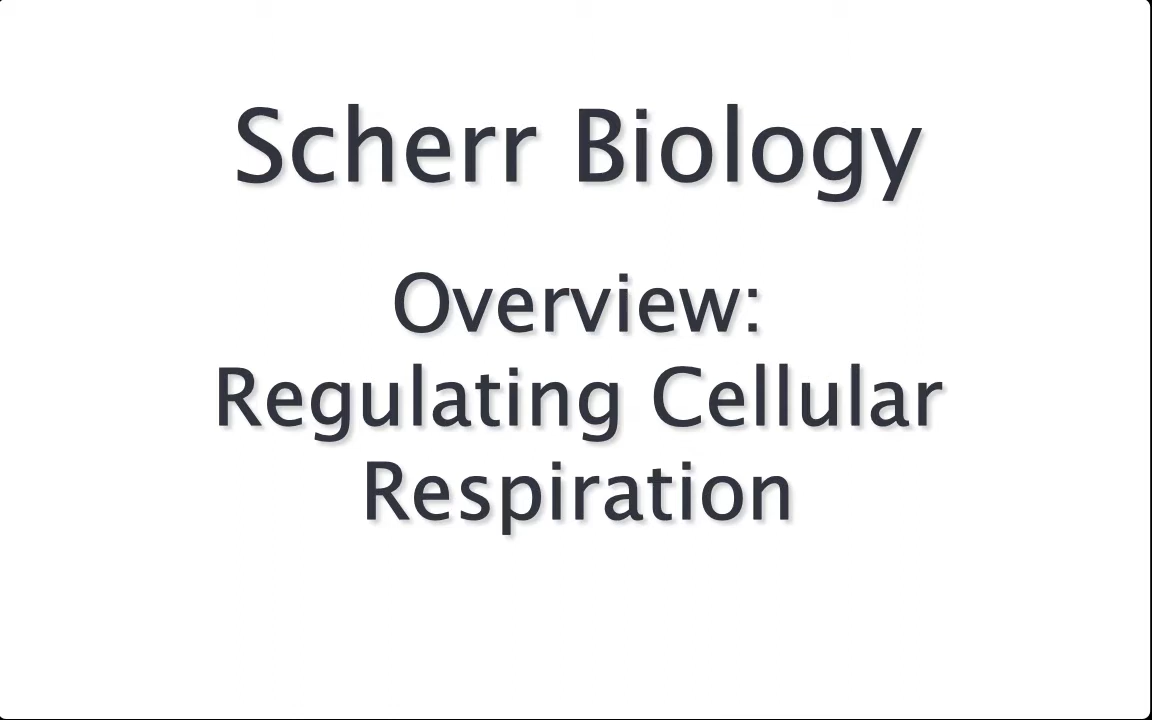 Scherr Biology
Overview:
Regulating Cellular
Respiration